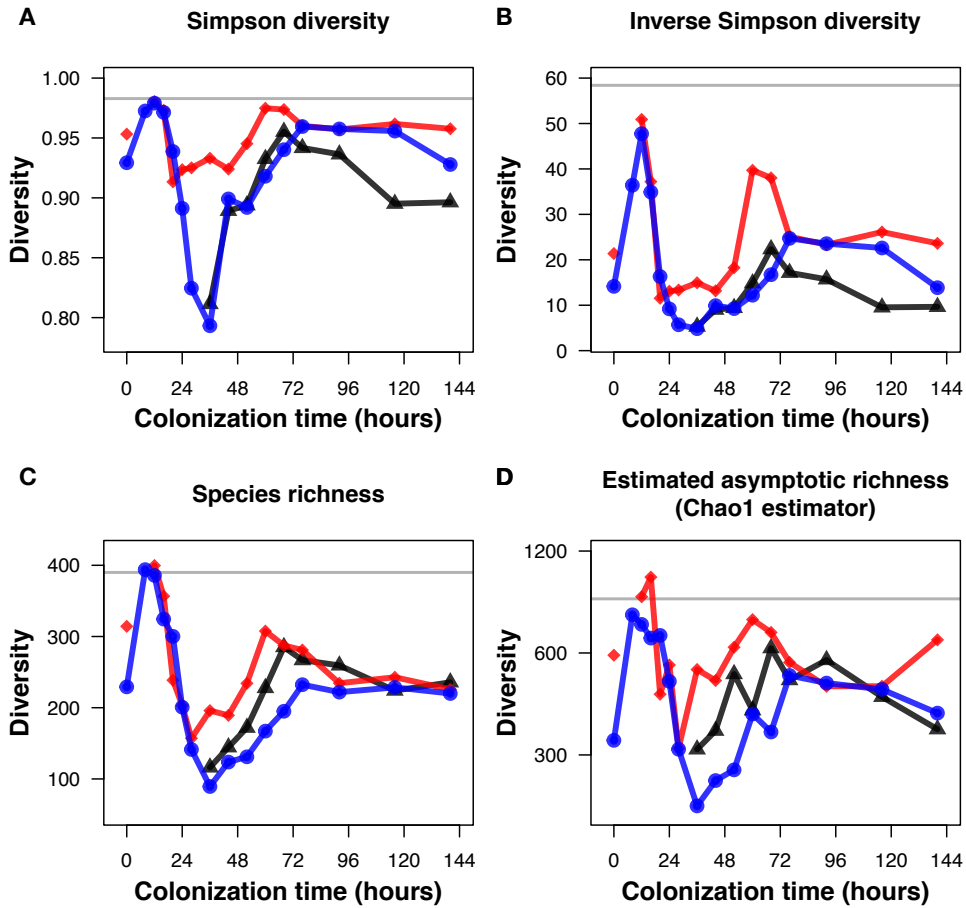 A
Simpson diversity
1.00
0.95
0.90
0.85
0.80
Diversity
0 24 48 72 96 120 144
Colonization time (hours)
B
Inverse Simpson diversity
60
50
40
30
20
10
0
Diversity
0 24 48 72 96 120 144
Colonization time (hours)
C
Species richness
400
300
200
100
Diversity
0 24 48 72 96 120 144
Colonization time (hours)
D
Estimated asymptotic richness
(Chao1 estimator)
1200
600
300
Diversity
0 24 48 72 96 120 144
Colonization time (hours)